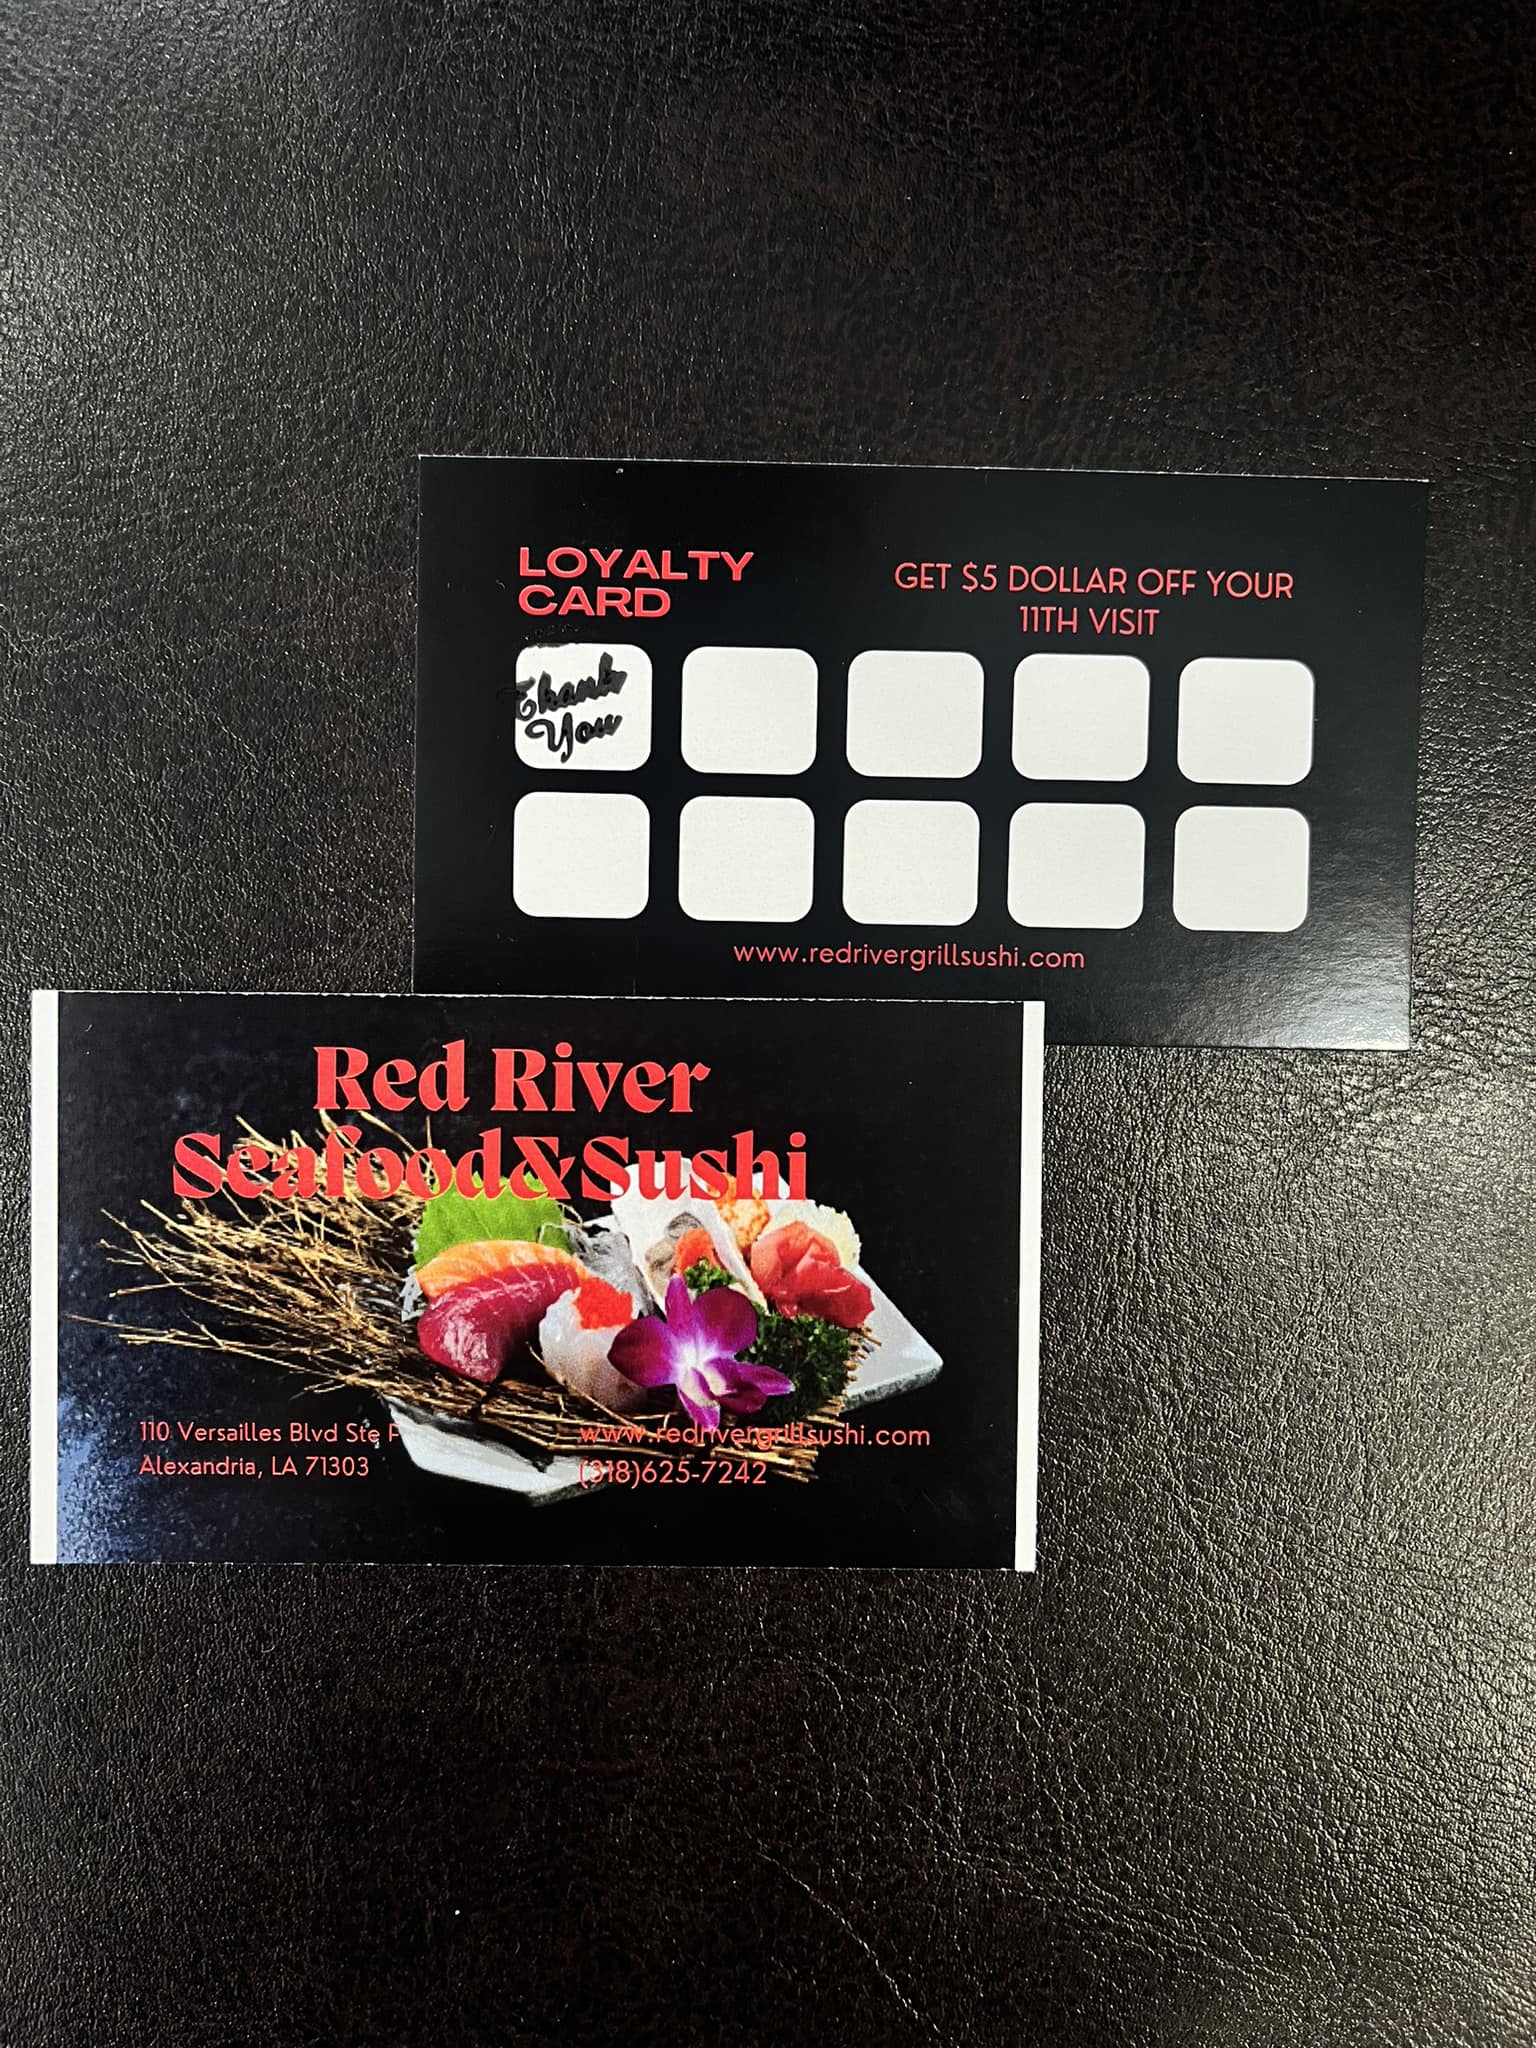 LOYALTY
CARD
GET $5 DOLLAR OFF YOUR
11TH VISIT
Thank
You
www.redrivergrillsushi.com
Red River
Seafood&Sushi
110 Versailles Blvd Ste
Alexandria, LA 71303
www.redrivergrillsushi.com
(318)625-7242